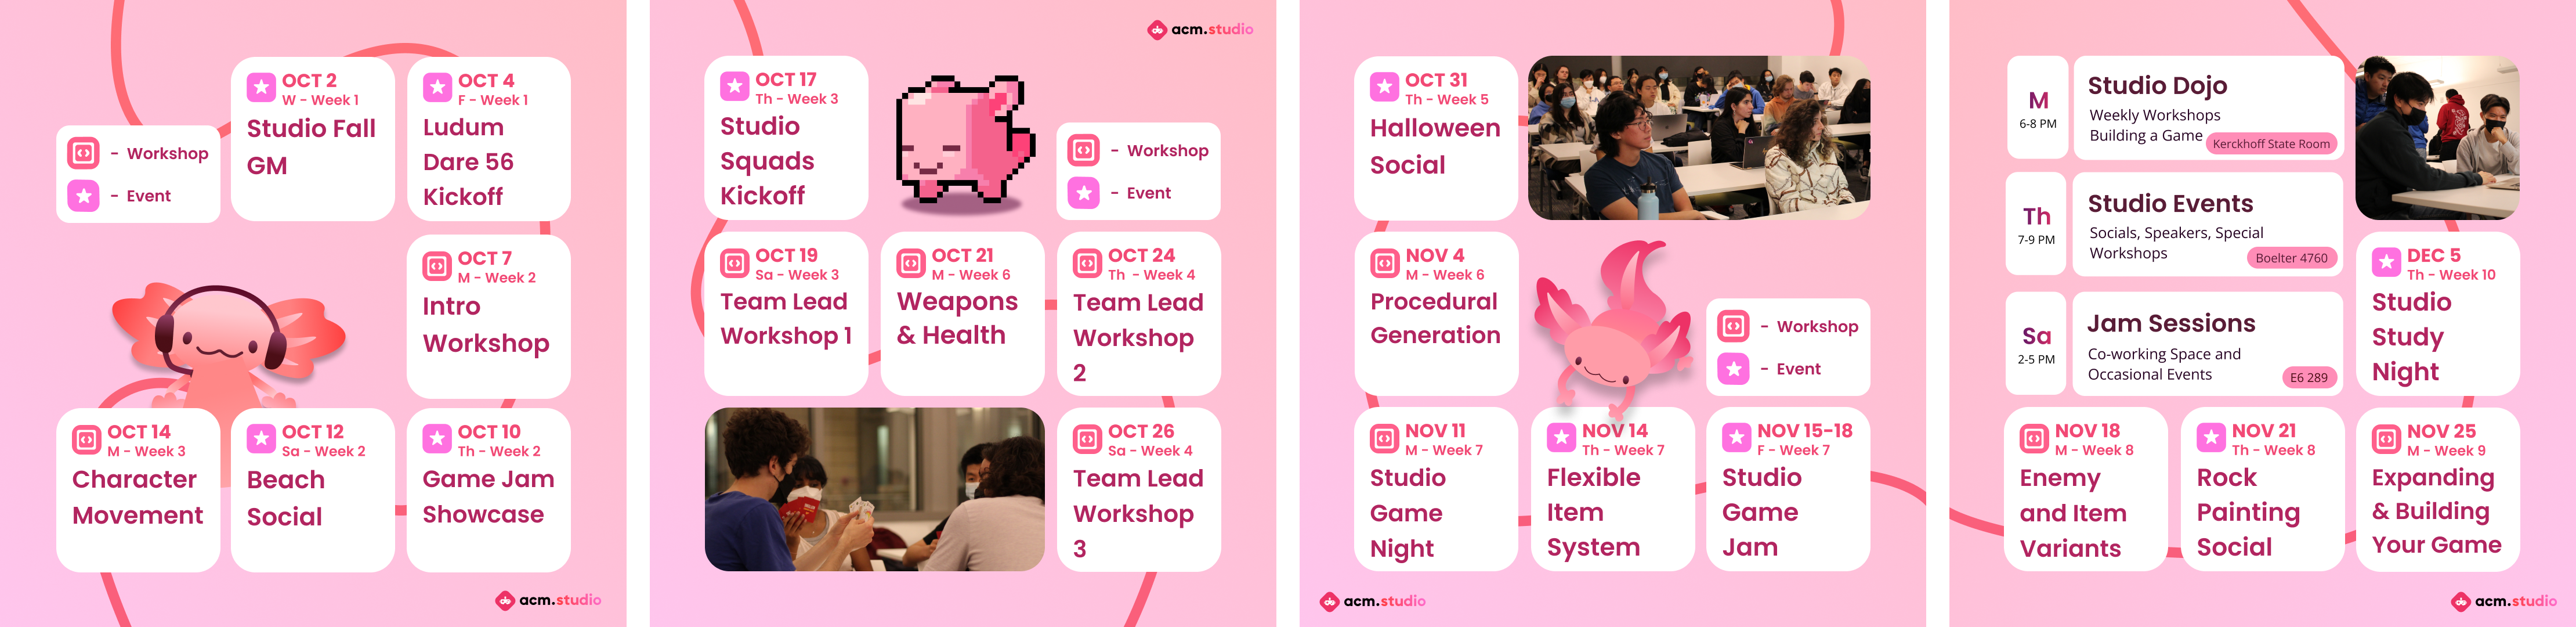 - Workshop
- Event
OCT 2
W - Week 1
Studio Fall
GM
OCT 4
F - Week 1
Ludum
Dare 56
Kickoff
OCT 7
M - Week 2
Intro
Workshop
OCT 14
M - Week 3
Character
Movement
OCT 12
Sa - Week 2
Beach
Social
OCT 10
Th - Week 2
Game Jam
Showcase
acm.studio
acm.studio
OCT 17
Th - Week 3
Studio
Squads
Kickoff
- Workshop
- Event
OCT 19
Sa - Week 3
Team Lead
Workshop 1
OCT 21
M - Week 6
Weapons
& Health
OCT 24
Th - Week 4
Team Lead
Workshop
2
OCT 26
Sa - Week 4
Team Lead
Workshop
3
OCT 31
Th - Week 5
Halloween
Social
NOV 4
M - Week 6
Procedural
Generation
- Workshop
- Event
NOV 11
M - Week 7
Studio
Game
Night
NOV 14
Th - Week 7
Flexible
Item
System
NOV 15-18
F - Week 7
Studio
Game
Jam
acm.studio
M
6-8 PM
Studio Dojo
Weekly Workshops
Building a Game
Kerckhoff State Room
Th
7-9 PM
Studio Events
Socials, Speakers, Special
Workshops
Boelter 4760
Sa
2-5 PM
Jam Sessions
Co-working Space and
Occasional Events
E6 289
DEC 5
Th - Week 10
Studio
Study
Night
NOV 18
M - Week 8
Enemy
and Item
Variants
NOV 21
Th - Week 8
Rock
Painting
Social
NOV 25
M - Week 9
Expanding
& Building
Your Game
acm.studio